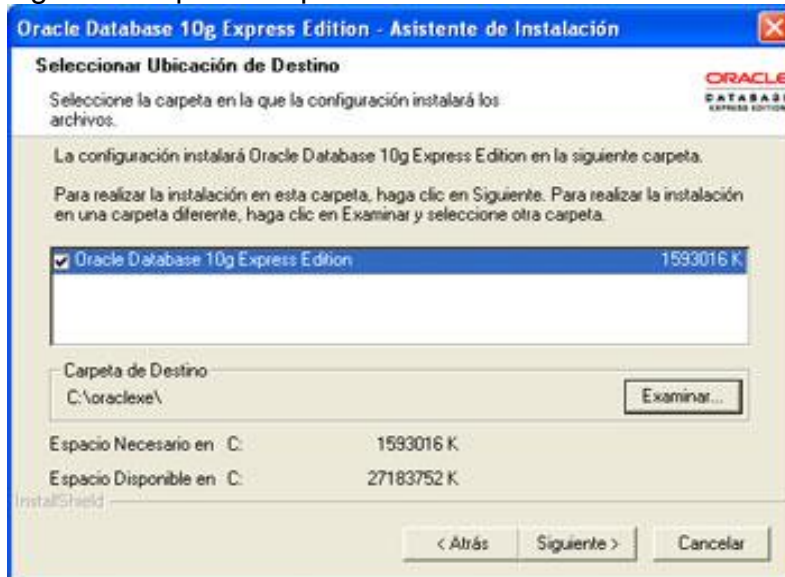 Oracle Database 10g Express Edition - Asistente de Instalación
Seleccionar Ubicación de Destino
Seleccione la carpeta en la que la configuración instalará los
archivos.
ORACLE
DATABASE
EXPRESS EDITION
La configuración instalará Oracle Database 10g Express Edition en la siguiente carpeta.
Para realizar la instalación en esta carpeta, haga clic en Siguiente. Para realizar la instalación
en una carpeta diferente, haga clic en Examinar y seleccione otra carpeta.
Oracle Database 10g Express Edition 1593016 K
Carpeta de Destino
C:\oraclexe\
Examinar...
Espacio Necesario en C: 1593016 K
Espacio Disponible en C: 27183752 K
InstallShield
< Atrás Siguiente > Cancelar